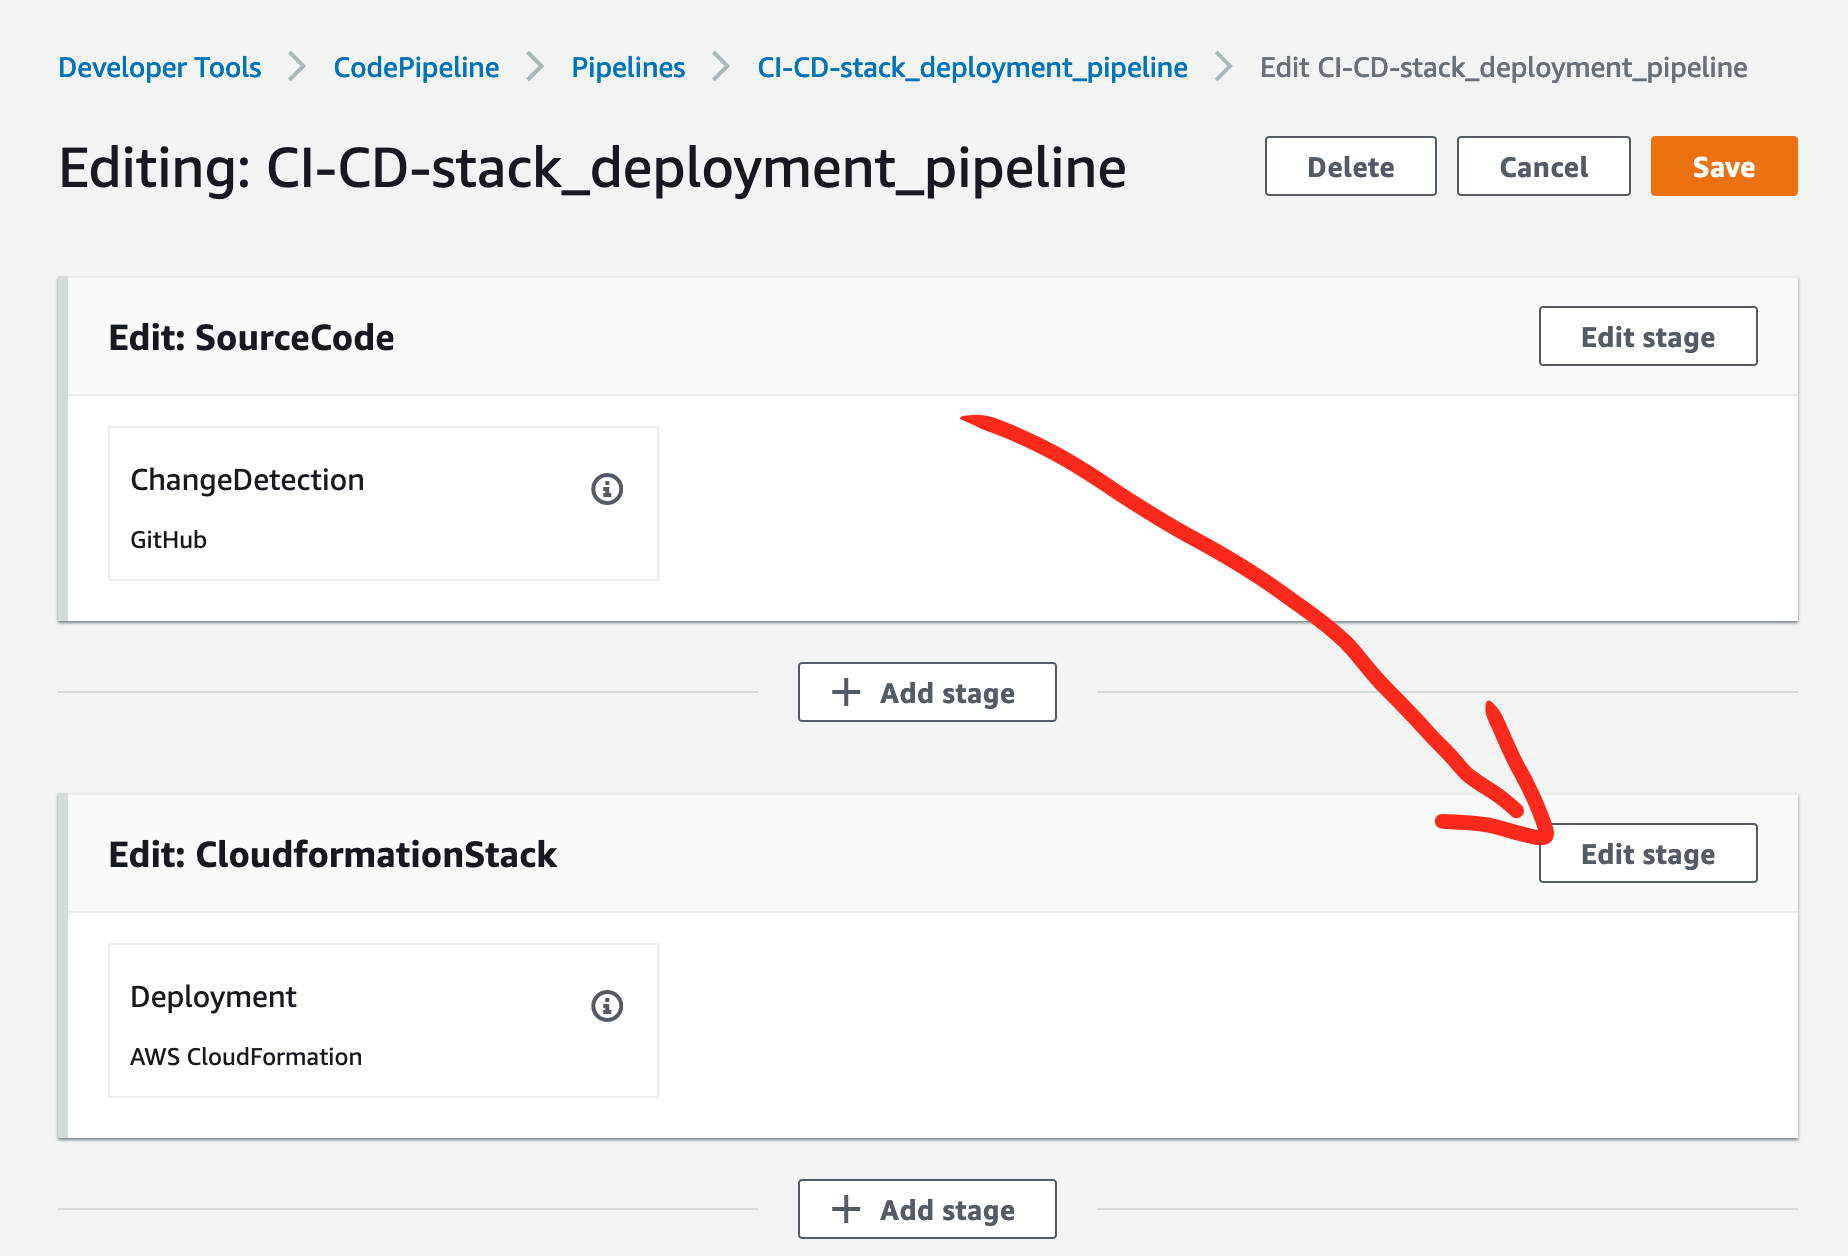 Developer Tools > CodePipeline > Pipelines > CI-CD-stack_deployment_pipeline > Edit CI-CD-stack_deployment_pipeline
Editing: CI-CD-stack_deployment_pipeline
Delete
Cancel
Save
Edit: SourceCode
Edit stage
ChangeDetection
GitHub
+ Add stage
Edit: CloudformationStack
Edit stage
Deployment
AWS CloudFormation
+ Add stage